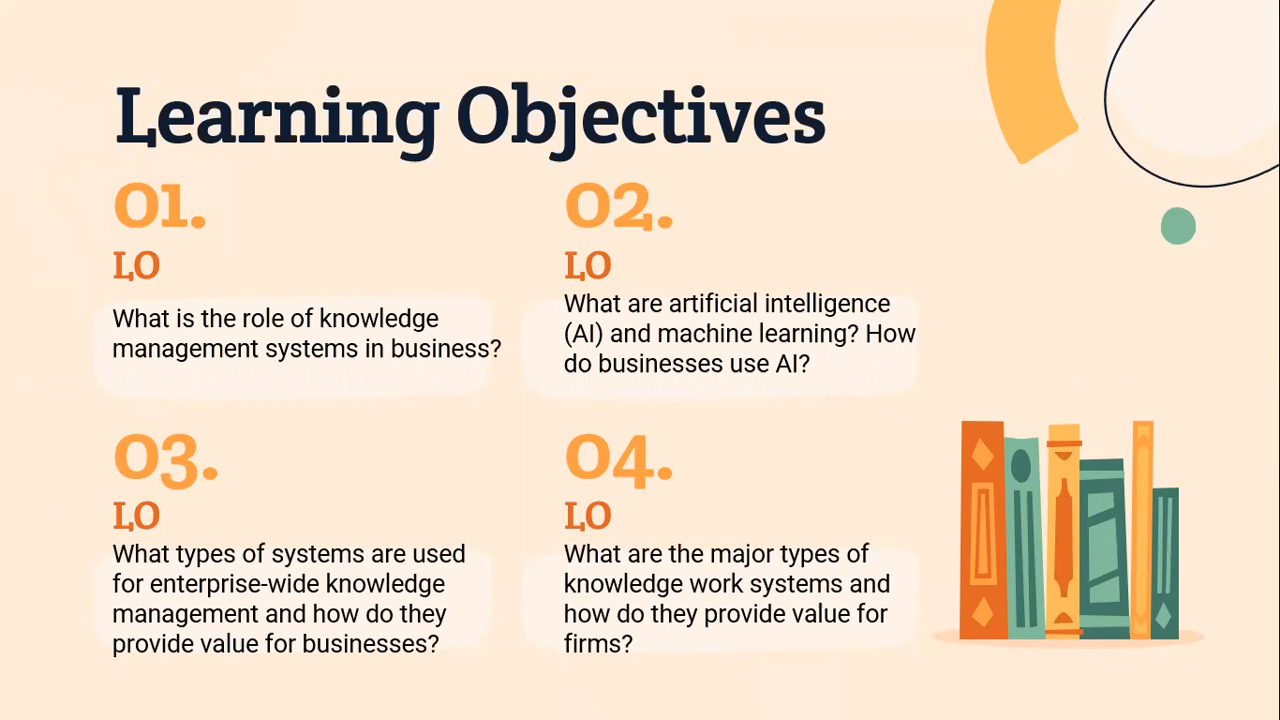 Learning Objectives
01.
LO
What is the role of knowledge
management systems in business?
02.
LO
What are artificial intelligence
(AI) and machine learning? How
do businesses use AI?
03.
LO
What types of systems are used
for enterprise-wide knowledge
management and how do they
provide value for businesses?
04.
LO
What are the major types of
knowledge work systems and
how do they provide value for
firms?